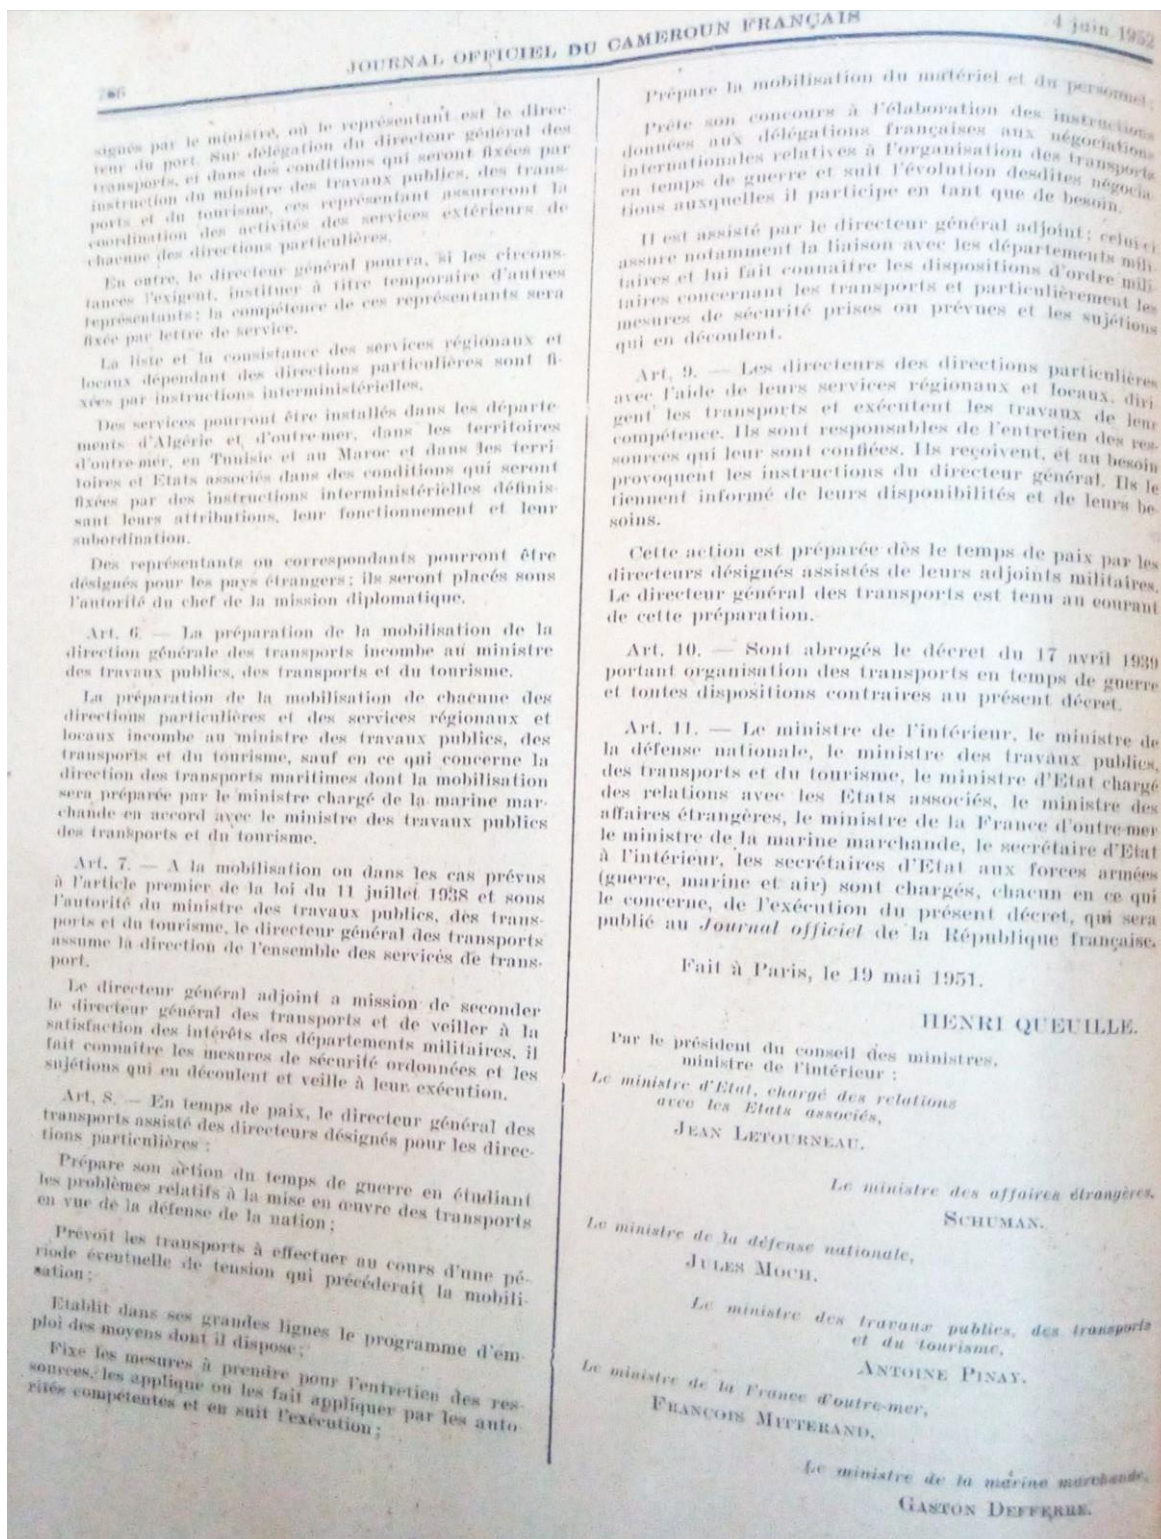 JOURNAL OFFICIEL DU CAMEROUN FRANÇAIS
4 juin 1952
signés par le ministre, où le représentant est le direc-
teur du port. Sur délégation du directeur général des
transports, et dans des conditions qui seront fixées par
instruction du ministre des travaux publics, des trans-
ports et du tourisme, ces représentant assureront la
coordination des activités des services extérieurs de
chacune des directions particulières.
En outre, le directeur général pourra, si les circons-
tances l'exigent, instituer à titre temporaire d'autres
représentants; la compétence de ces représentants sera
fixée par lettre de service.
La liste et la consistance des services régionaux et
locaux dépendant des directions particulières sont fi-
xées par instructions interministérielles.
Des services pourront être installés dans les départe-
ments d'Algérie et d'outre-mer, dans les territoires
d'outre-mer, en Tunisie et au Maroc et dans les terri-
toires et Etats associés dans des conditions qui seront
fixées par des instructions interministérielles définis-
sant leurs attributions, leur fonctionnement et leur
subordination.
Des représentants ou correspondants pourront être
désignés pour les pays étrangers; ils seront placés sous
l'autorité du chef de la mission diplomatique.
Art. 6. — La préparation de la mobilisation de la
direction générale des transports incombe au ministre
des travaux publics, des transports et du tourisme.
La préparation de la mobilisation de chacune des
directions particulières et des services régionaux et
locaux incombe au ministre des travaux publics, des
transports et du tourisme, sauf en ce qui concerne la
direction des transports maritimes dont la mobilisation
sera préparée par le ministre chargé de la marine mar-
chande en accord avec le ministre des travaux publics
des transports et du tourisme.
Art. 7. — A la mobilisation ou dans les cas prévus
à l'article premier de la loi du 11 juillet 1938 et sous
l'autorité du ministre des travaux publics, des trans-
ports et du tourisme, le directeur général des transports
assume la direction de l'ensemble des services de trans-
port.
Le directeur général adjoint a mission de seconder
le directeur général des transports et de veiller à la
satisfaction des intérêts des départements militaires, il
fait connaître les mesures de sécurité ordonnées et les
sujétions qui en découlent et veille à leur exécution.
Art. 8. — En temps de paix, le directeur général des
transports assisté des directeurs désignés pour les direc-
tions particulières :
Prépare son action du temps de guerre en étudiant
les problèmes relatifs à la mise en œuvre des transports
en vue de la défense de la nation;
Prévoit les transports à effectuer au cours d'une pé-
riode éventuelle de tension qui précéderait la mobili-
sation;
Etablit dans ses grandes lignes le programme d'em-
ploi des moyens dont il dispose;
Fixe les mesures à prendre pour l'entretien des res-
sources, les applique ou les fait appliquer par les auto-
rités compétentes et en suit l'exécution;
Prépare la mobilisation du matériel et du personnel;
Prête son concours à l'élaboration des instructions
données aux délégations françaises aux négociations
internationales relatives à l'organisation des transports
en temps de guerre et suit l'évolution desdites négocia-
tions auxquelles il participe en tant que de besoin.
Il est assisté par le directeur général adjoint; celui-ci
assure notamment la liaison avec les départements mili-
taires et lui fait connaître les dispositions d'ordre mili-
taires concernant les transports et particulièrement les
mesures de sécurité prises ou prévues et les sujétions
qui en découlent.
Art. 9. — Les directeurs des directions particulières
avec l'aide de leurs services régionaux et locaux, diri-
gent les transports et exécutent les travaux de leur
compétence. Ils sont responsables de l'entretien des res-
sources qui leur sont confiées. Ils reçoivent, et au besoin
provoquent les instructions du directeur général. Ils le
tiennent informé de leurs disponibilités et de leurs be-
soins.
Cette action est préparée dès le temps de paix par les
directeurs désignés assistés de leurs adjoints militaires.
Le directeur général des transports est tenu au courant
de cette préparation.
Art. 10. — Sont abrogés le décret du 17 avril 1939
portant organisation des transports en temps de guerre
et toutes dispositions contraires au présent décret.
Art. 11. — Le ministre de l'intérieur, le ministre de
la défense nationale, le ministre des travaux publics,
des transports et du tourisme, le ministre d'Etat chargé
des relations avec les Etats associés, le ministre des
affaires étrangères, le ministre de la France d'outre-mer
le ministre de la marine marchande, le secrétaire d'Etat
à l'intérieur, les secrétaires d'Etat aux forces armées
(guerre, marine et air) sont chargés, chacun en ce qui
le concerne, de l'exécution du présent décret, qui sera
publié au Journal officiel de la République française.
Fait à Paris, le 19 mai 1951.
HENRI QUEUILLE.
Par le président du conseil des ministres,
ministre de l'intérieur :
Le ministre d'Etat, chargé des relations
avec les Etats associés,
JEAN LETOURNEAU.
Le ministre des affaires étrangères,
SCHUMAN.
Le ministre de la défense nationale,
JULES MOCH.
Le ministre des travaux publics, des transports
et du tourisme,
ANTOINE PINAY.
Le ministre de la France d'outre-mer,
FRANCOIS MITTERAND.
Le ministre de la marine marchande,
GASTON DEFFERRE.